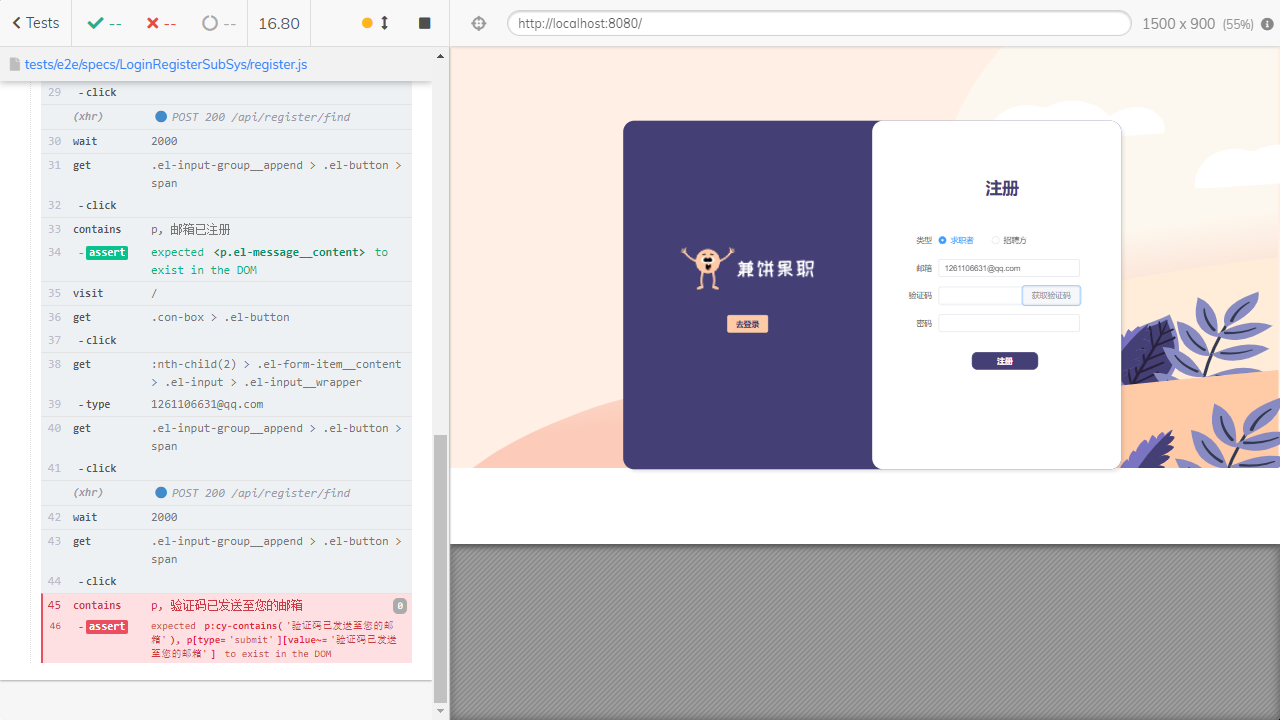 Tests
--
--
--
16.80
http://localhost:8080/
1500 x 900 (55%)
tests/e2e/specs/LoginRegisterSubSys/register.js
29 - click
(xhr) POST 200 /api/register/find
30 wait 2000
31 get .el-input-group__append > .el-button >
span
32 - click
33 contains p, 邮箱已注册
34 - assert expected <p.el-message__content> to
exist in the DOM
35 visit /
36 get .con-box > .el-button
37 - click
38 get :nth-child(2) > .el-form-item__content
> .el-input > .el-input__wrapper
39 - type 1261106631@qq.com
40 get .el-input-group__append > .el-button >
span
41 - click
(xhr) POST 200 /api/register/find
42 wait 2000
43 get .el-input-group__append > .el-button >
span
44 - click
45 contains p, 验证码已发送至您的邮箱 0
46 - assert expected p:cy-contains('验证码已发送至您的邮
箱'), p[type='submit'][value~='验证码已发送
至您的邮箱'] to exist in the DOM
兼饼果职
去登录
注册
类型 求职者 招聘方
邮箱 1261106631@qq.com
验证码 获取验证码
密码
注册